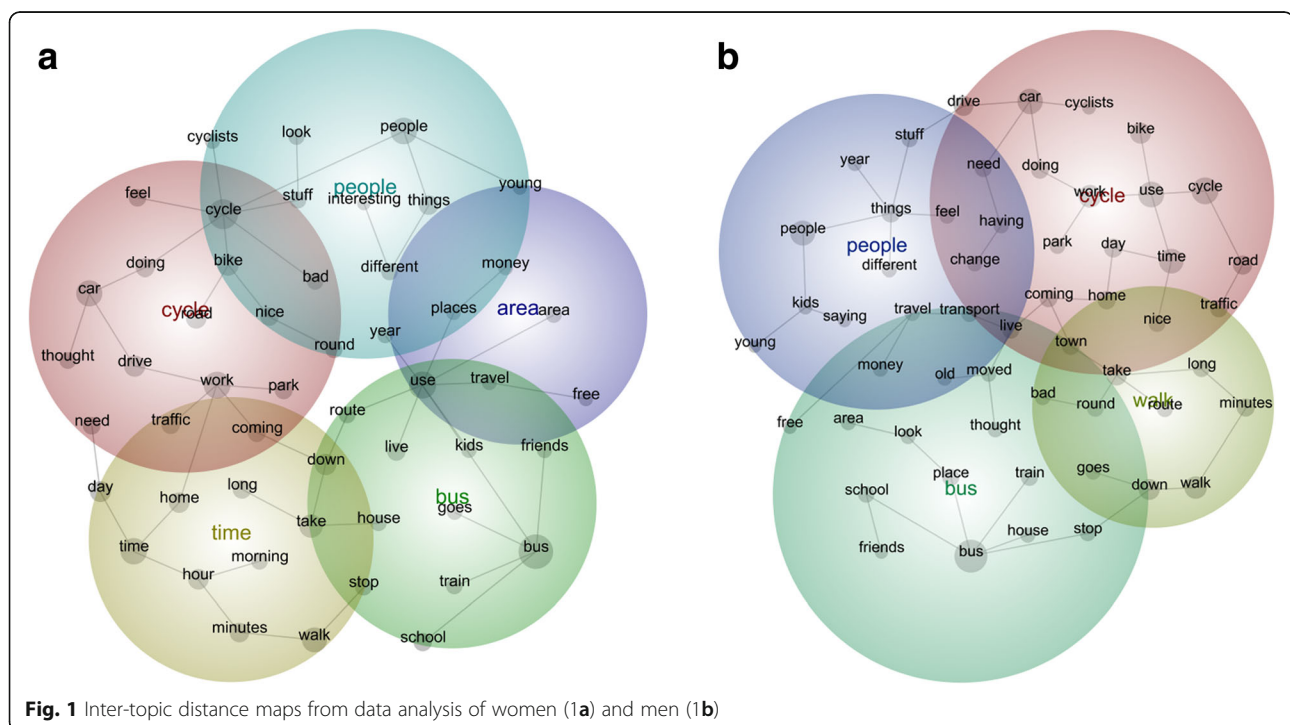 a
b
cyclists
look
people
feel
cycle
stuff
people
interesting
things
young
doing
bike
bad
different
money
car
cycle
road
nice
places
area
area
year
round
thought
drive
work
park
use
travel
free
need
traffic
coming
route
live
kids
friends
down
day
home
long
take
house
bus
goes
time
time
morning
hour
bus
stop
train
minutes
walk
school
drive
car
cyclists
stuff
bike
year
need
doing
work
cycle
use
cycle
things
feel
people
having
people
park
day
different
change
time
road
kids
saying
travel
transport
coming
home
traffic
live
nice
young
town
money
old
moved
take
long
bad
round
walk
route
minutes
free
area
look
thought
place
train
goes
school
bus
down
walk
friends
bus
house
stop
Fig. 1 Inter-topic distance maps from data analysis of women (1a) and men (1b)